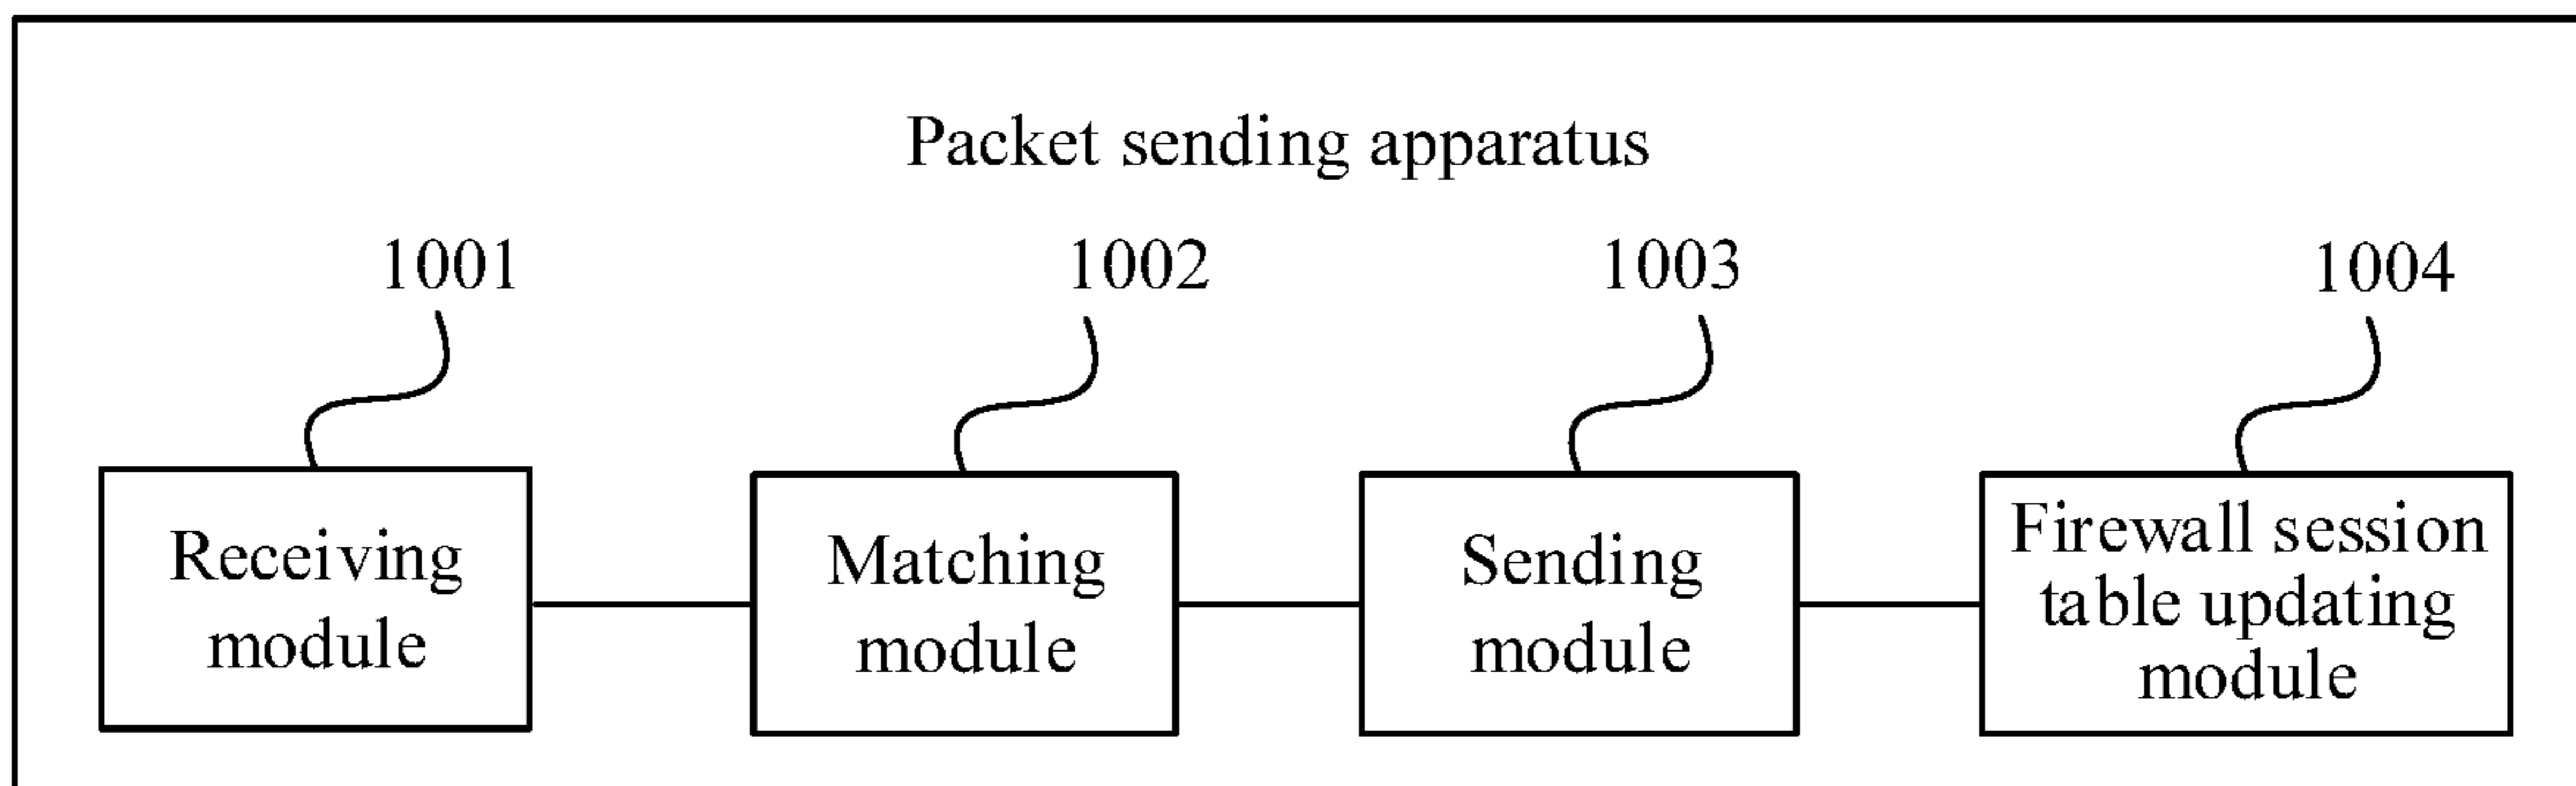 Packet sending apparatus
1001
1002
1003
1004
Receiving
module
Matching
module
Sending
module
Firewall session
table updating
module